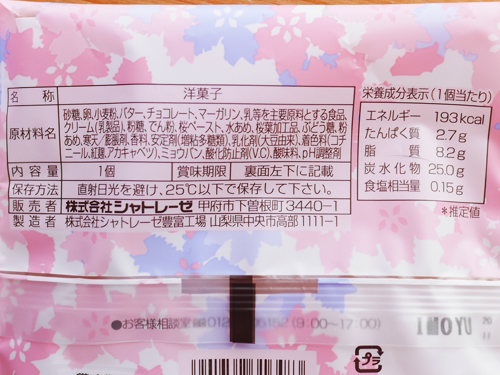 名称 洋菓子
原材料名 砂糖、卵、小麦粉、バター、チョコレート、マーガリン、乳等を主要原料とする食品、
クリーム(乳製品)、粉糖、でん粉、桜ペースト、水あめ、桜葉加工品、ぶどう糖、粉
あめ、寒天/膨脹剤、香料、安定剤(増粘多糖類)、乳化剤(大豆由来)、着色料(コチ
ニール、紅麹、アカキャベツ)、ミョウバン、酸化防止剤(V.C)、酸味料、pH調整剤
内容量 1個 賞味期限 裏面左下に記載
保存方法 直射日光を避け、25℃以下で保存して下さい。
販売者 株式会社シャトレーゼ 甲府市下曽根町3440-1
製造者 株式会社シャトレーゼ豊富工場 山梨県中央市高部1111-1
栄養成分表示(1個当たり)
エネルギー 193kcal
たんぱく質 2.7g
脂質 8.2g
炭水化物 25.0g
食塩相当量 0.15g
*推定値
●お客様相談室 (9:00~17:00)
プラ